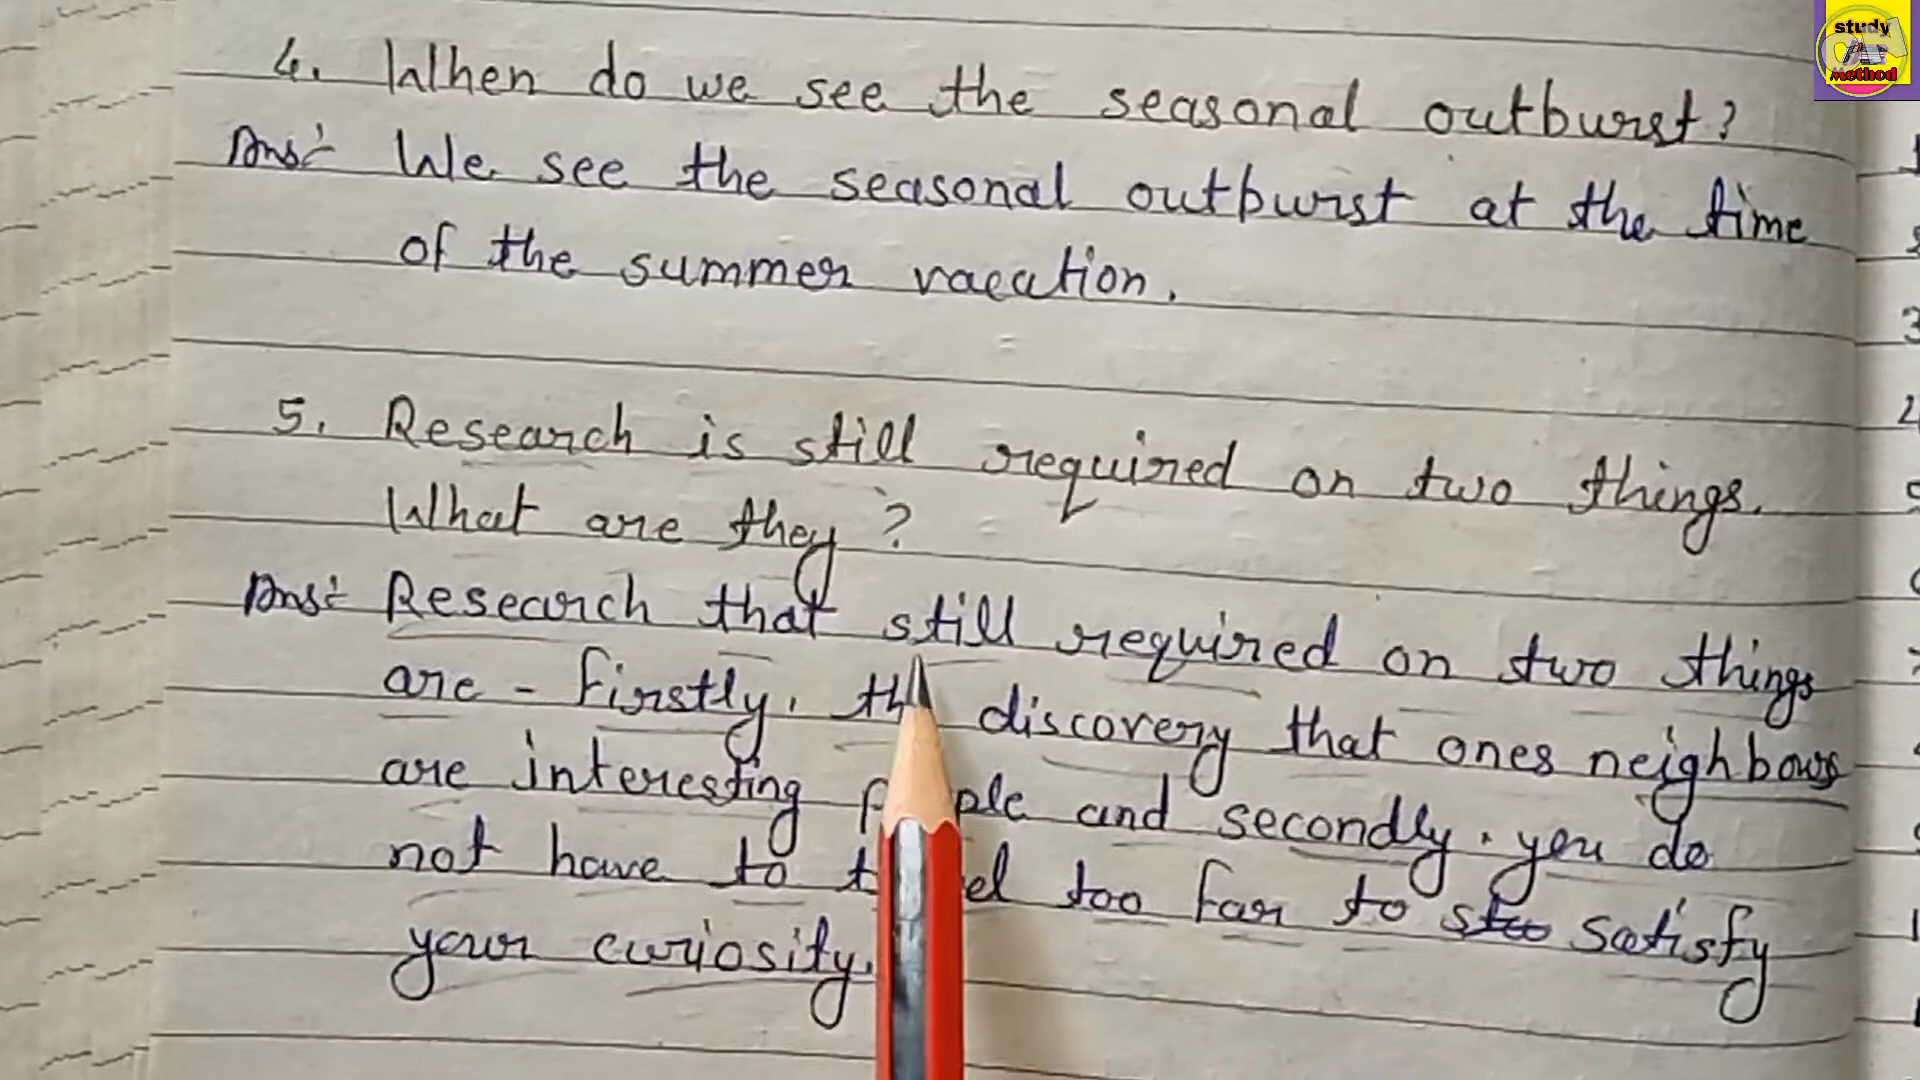 4. When do we see the seasonal outburst?
Ans:- We see the seasonal outburst at the time
of the summer vacation.
5. Research is still required on two things.
What are they?
Ans:- Research that still required on two things
are - firstly, discovery that ones neighbours
are interesting and secondly, you do
not have to too far to satisfy
your curiosity.
study
Method